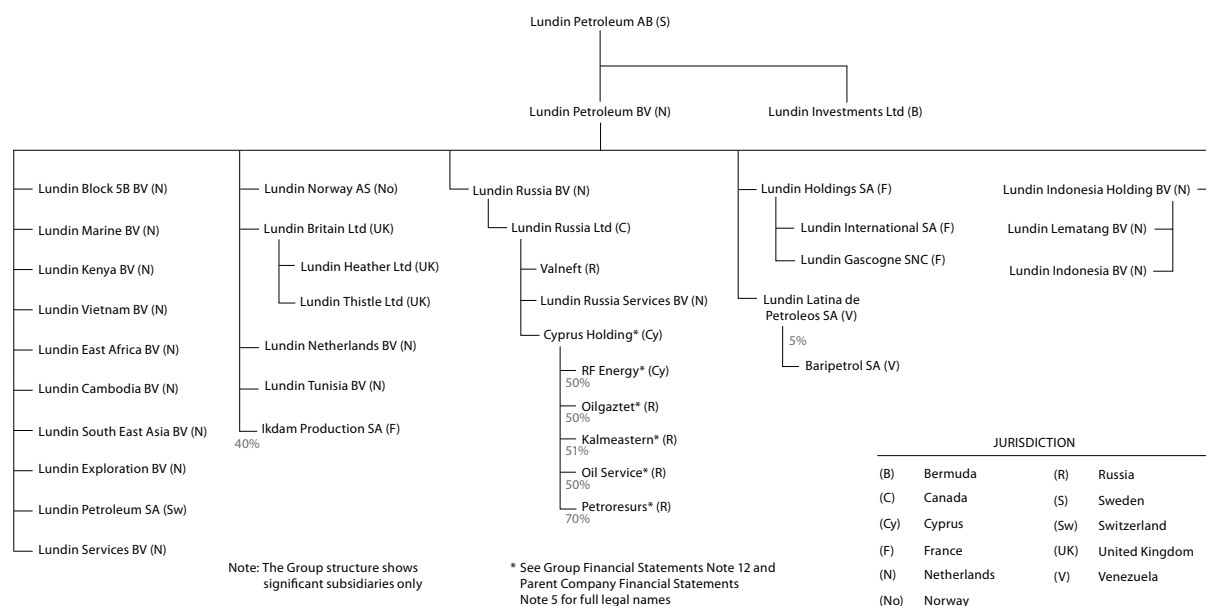 Lundin Petroleum AB (S)
Lundin Petroleum BV (N)
Lundin Investments Ltd (B)
Lundin Block 5B BV (N)
Lundin Marine BV (N)
Lundin Kenya BV (N)
Lundin Vietnam BV (N)
Lundin East Africa BV (N)
Lundin Cambodia BV (N)
Lundin South East Asia BV (N)
Lundin Exploration BV (N)
Lundin Petroleum SA (Sw)
Lundin Services BV (N)
Lundin Norway AS (No)
Lundin Britain Ltd (UK)
Lundin Heather Ltd (UK)
Lundin Thistle Ltd (UK)
Lundin Netherlands BV (N)
Lundin Tunisia BV (N)
Ikdam Production SA (F)
40%
Lundin Russia BV (N)
Lundin Russia Ltd (C)
Valneft (R)
Lundin Russia Services BV (N)
Cyprus Holding* (Cy)
RF Energy* (Cy)
50%
Oilgaztet* (R)
50%
Kalmeastern* (R)
51%
Oil Service* (R)
50%
Petroresurs* (R)
70%
Lundin Holdings SA (F)
Lundin International SA (F)
Lundin Gascogne SNC (F)
Lundin Latina de
Petroleos SA (V)
5%
Baripetrol SA (V)
Lundin Indonesia Holding BV (N)
Lundin Lematang BV (N)
Lundin Indonesia BV (N)
Note: The Group structure shows
significant subsidiaries only
* See Group Financial Statements Note 12 and
Parent Company Financial Statements
Note 5 for full legal names
JURISDICTION
(B) Bermuda
(C) Canada
(Cy) Cyprus
(F) France
(N) Netherlands
(No) Norway
(R) Russia
(S) Sweden
(Sw) Switzerland
(UK) United Kingdom
(V) Venezuela